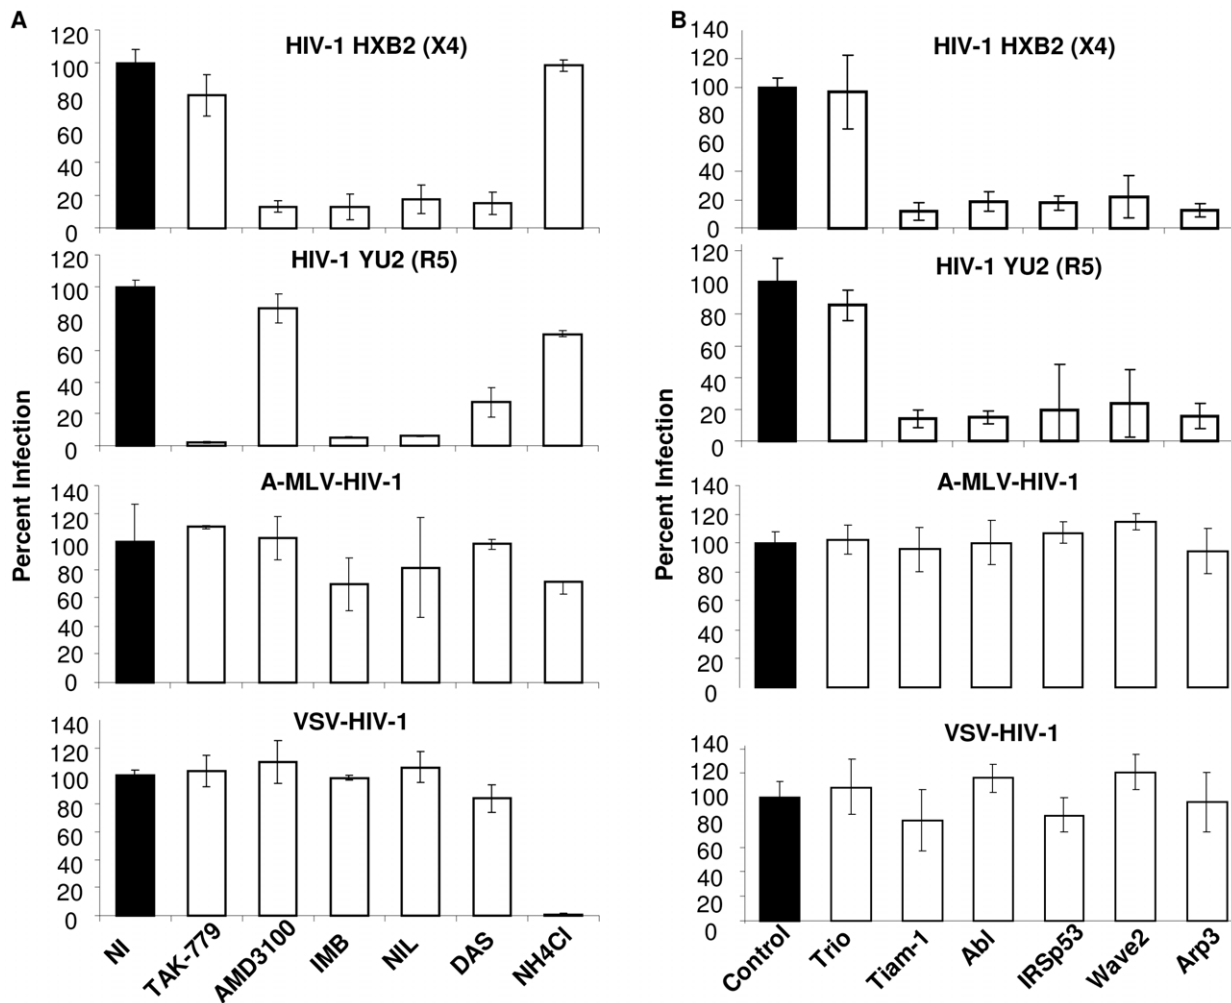 A
HIV-1 HXB2 (X4)
120
100
80
60
40
20
0
HIV-1 YU2 (R5)
120
100
80
60
40
20
0
A-MLV-HIV-1
140
120
100
80
60
40
20
0
VSV-HIV-1
140
120
100
80
60
40
20
0
Percent Infection
NI
TAK-779
AMD3100
IMB
NIL
DAS
NH4Cl
B
HIV-1 HXB2 (X4)
140
120
100
80
60
40
20
0
HIV-1 YU2 (R5)
120
100
80
60
40
20
0
A-MLV-HIV-1
140
120
100
80
60
40
20
0
VSV-HIV-1
140
120
100
80
60
40
20
0
Percent Infection
Control
Trio
Tiam-1
Abl
IRSp53
Wave2
Arp3